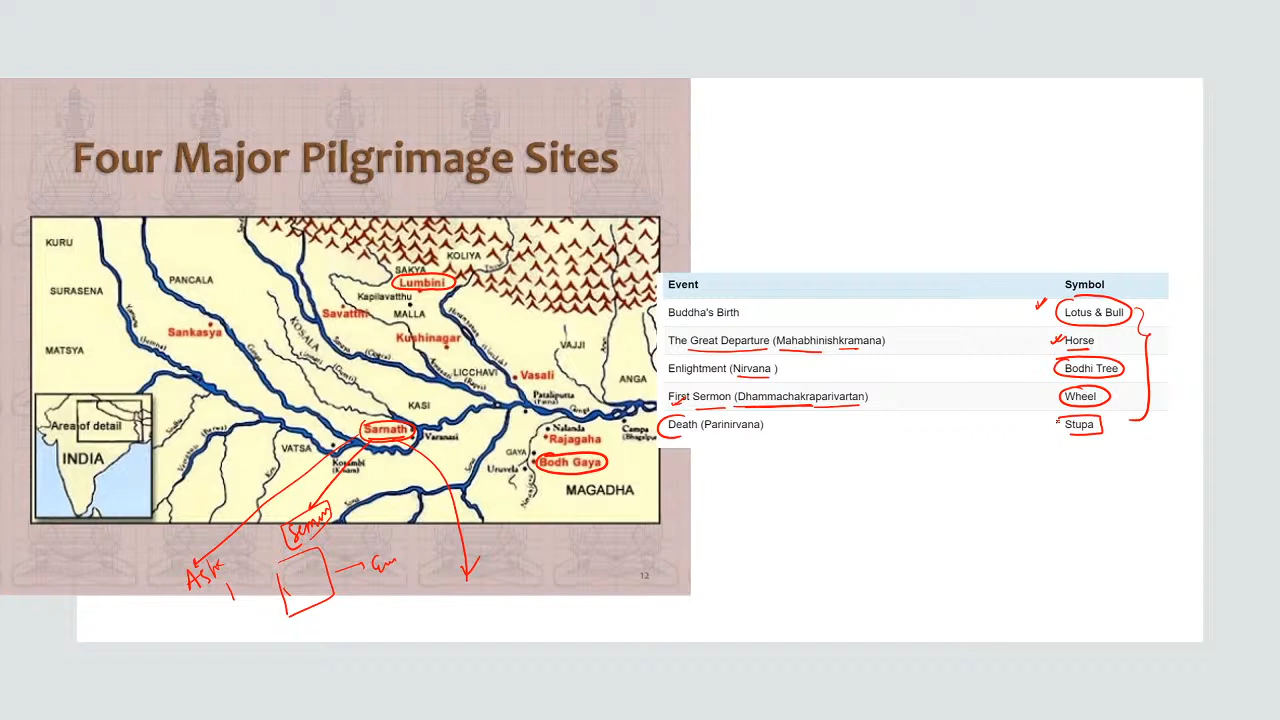 Four Major Pilgrimage Sites
KURU
KOLIYA
SAKYA
Lumbini
PANCALA
SURASENA
Kapilavatthu
Savatthi
MALLA
Sankasya
KOSALA
Kushinagar
MATSYA
VAJJI
LICCHAVI
Vasali
ANGA
Pataliputta
(Patna)
KASI
Area of detail
Sarnath
Varanasi
Nalanda
Campa
Rajagaha
INDIA
VATSA
GAYA
Kosambi
Bodh Gaya
Uruvela
MAGADHA
12
Event Symbol
Buddha's Birth Lotus & Bull
The Great Departure (Mahabhinishkramana) Horse
Enlightment (Nirvana ) Bodhi Tree
First Sermon (Dhammachakraparivartan) Wheel
Death (Parinirvana) Stupa